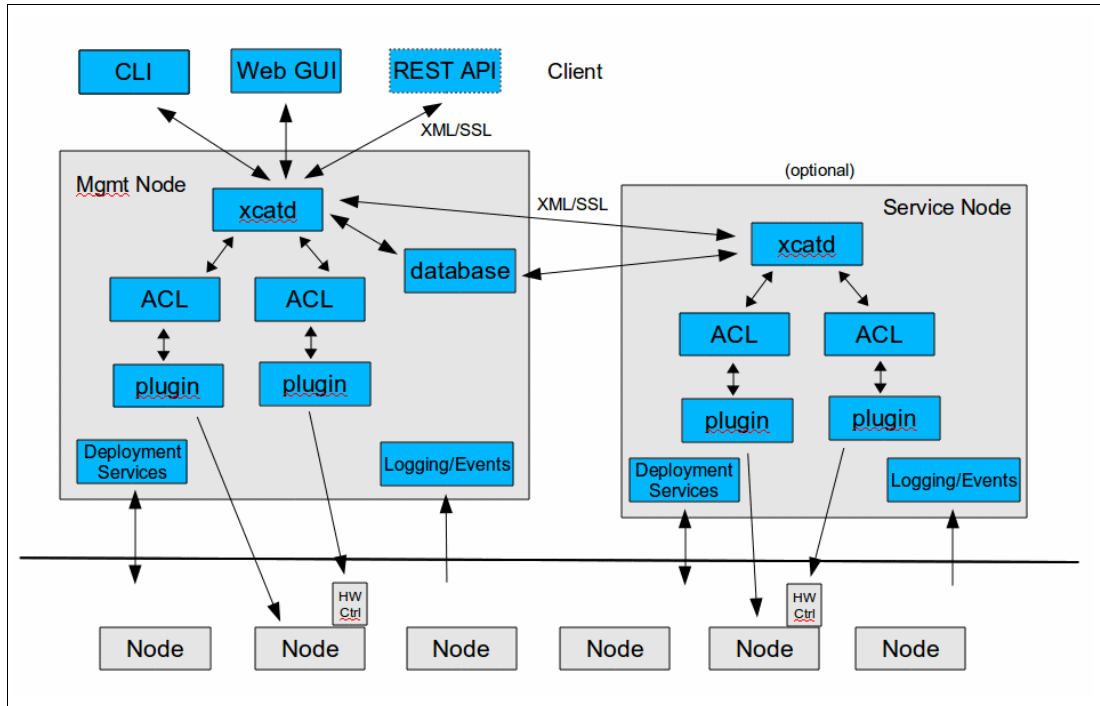 CLI
Web GUI
REST API
Client
XML/SSL
Mgmt Node
xcatd
XML/SSL
database
ACL
ACL
plugin
plugin
Deployment
Services
Logging/Events
(optional)
Service Node
xcatd
ACL
ACL
plugin
plugin
Deployment
Services
Logging/Events
HW
Ctrl
HW
Ctrl
Node
Node
Node
Node
Node
Node